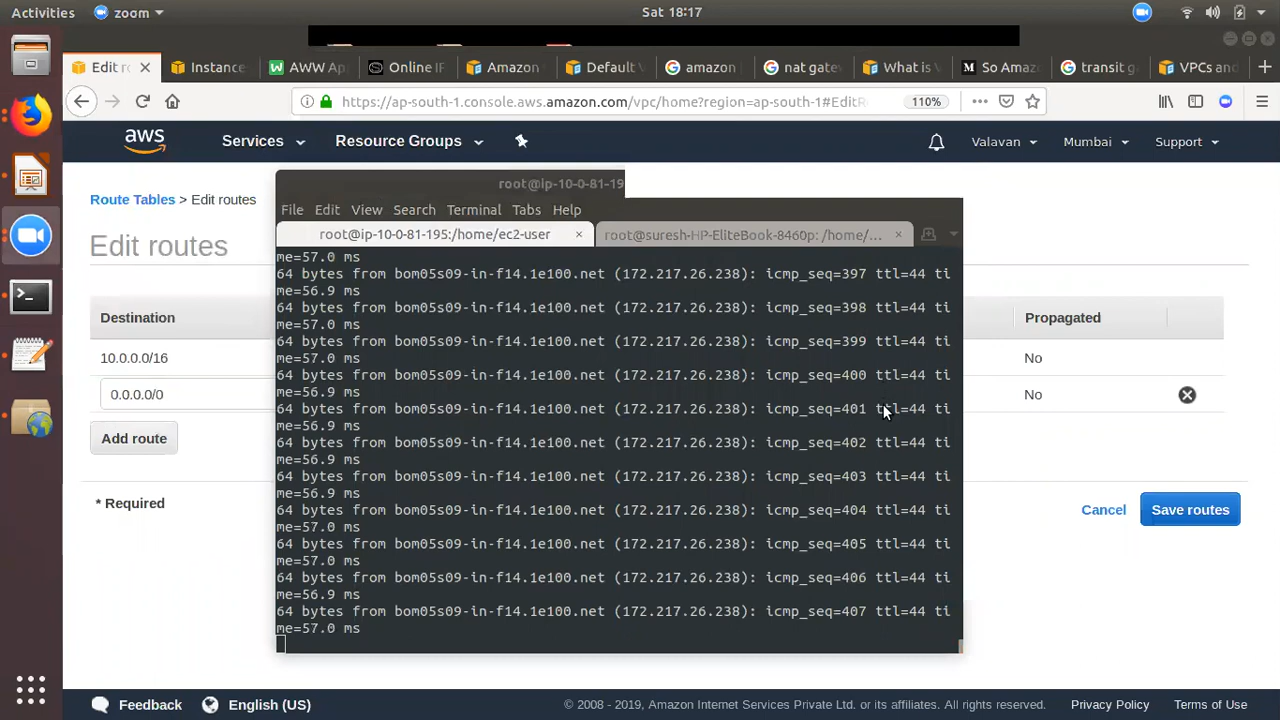 Activities zoom Sat 18:17
Edit r Instance AWW Ap Online IF Amazon Default V amazon nat gate What is V So Amaz transit g VPCs and
https://ap-south-1.console.aws.amazon.com/vpc/home?region=ap-south-1#EditR 110%
aws Services Resource Groups Valavan Mumbai Support
Route Tables > Edit routes
Edit routes
Destination Propagated
10.0.0.0/16 No
0.0.0.0/0 No
Add route
* Required Cancel Save routes
root@ip-10-0-81-19
File Edit View Search Terminal Tabs Help
root@ip-10-0-81-195:/home/ec2-user root@suresh-HP-EliteBook-8460p: /home/...
me=57.0 ms
64 bytes from bom05s09-in-f14.1e100.net (172.217.26.238): icmp_seq=397 ttl=44 ti
me=56.9 ms
64 bytes from bom05s09-in-f14.1e100.net (172.217.26.238): icmp_seq=398 ttl=44 ti
me=57.0 ms
64 bytes from bom05s09-in-f14.1e100.net (172.217.26.238): icmp_seq=399 ttl=44 ti
me=57.0 ms
64 bytes from bom05s09-in-f14.1e100.net (172.217.26.238): icmp_seq=400 ttl=44 ti
me=56.9 ms
64 bytes from bom05s09-in-f14.1e100.net (172.217.26.238): icmp_seq=401 ttl=44 ti
me=56.9 ms
64 bytes from bom05s09-in-f14.1e100.net (172.217.26.238): icmp_seq=402 ttl=44 ti
me=56.9 ms
64 bytes from bom05s09-in-f14.1e100.net (172.217.26.238): icmp_seq=403 ttl=44 ti
me=56.9 ms
64 bytes from bom05s09-in-f14.1e100.net (172.217.26.238): icmp_seq=404 ttl=44 ti
me=57.0 ms
64 bytes from bom05s09-in-f14.1e100.net (172.217.26.238): icmp_seq=405 ttl=44 ti
me=57.0 ms
64 bytes from bom05s09-in-f14.1e100.net (172.217.26.238): icmp_seq=406 ttl=44 ti
me=56.9 ms
64 bytes from bom05s09-in-f14.1e100.net (172.217.26.238): icmp_seq=407 ttl=44 ti
me=57.0 ms
Feedback English (US) © 2008 - 2019, Amazon Internet Services Private Ltd. or its affiliates. All rights reserved. Privacy Policy Terms of Use